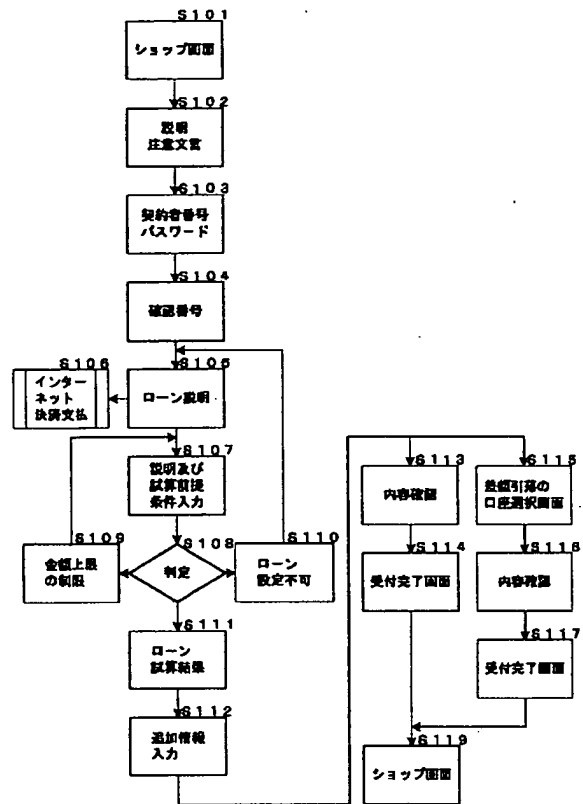 S101
ショップ画面
S102
説明
注意文言
S103
契約者番号
パスワード
S104
確認番号
S105
ローン説明
S106
インター
ネット
決済支払
S107
説明及び
試算前提
条件入力
S108
判定
S109
金額上限
の制限
S110
ローン
設定不可
S111
ローン
試算結果
S112
追加情報
入力
S113
内容確認
S114
受付完了画面
S115
差額引落の
口座選択画面
S116
内容確認
S117
受付完了画面
S119
ショップ画面